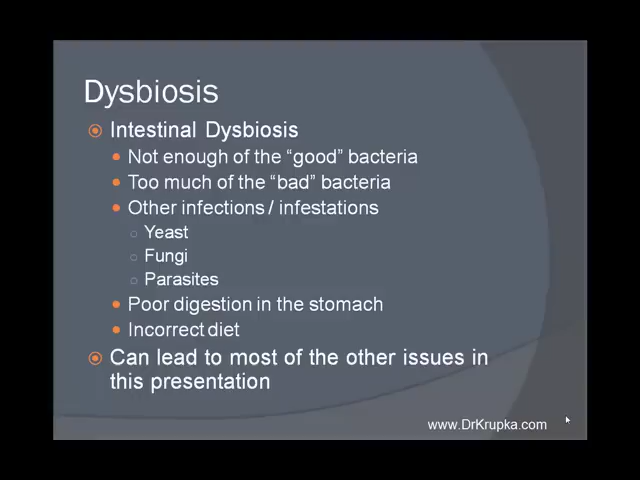 Dysbiosis
Intestinal Dysbiosis
Not enough of the “good” bacteria
Too much of the “bad” bacteria
Other infections / infestations
Yeast
Fungi
Parasites
Poor digestion in the stomach
Incorrect diet
Can lead to most of the other issues in
this presentation
www.DrKrupka.com